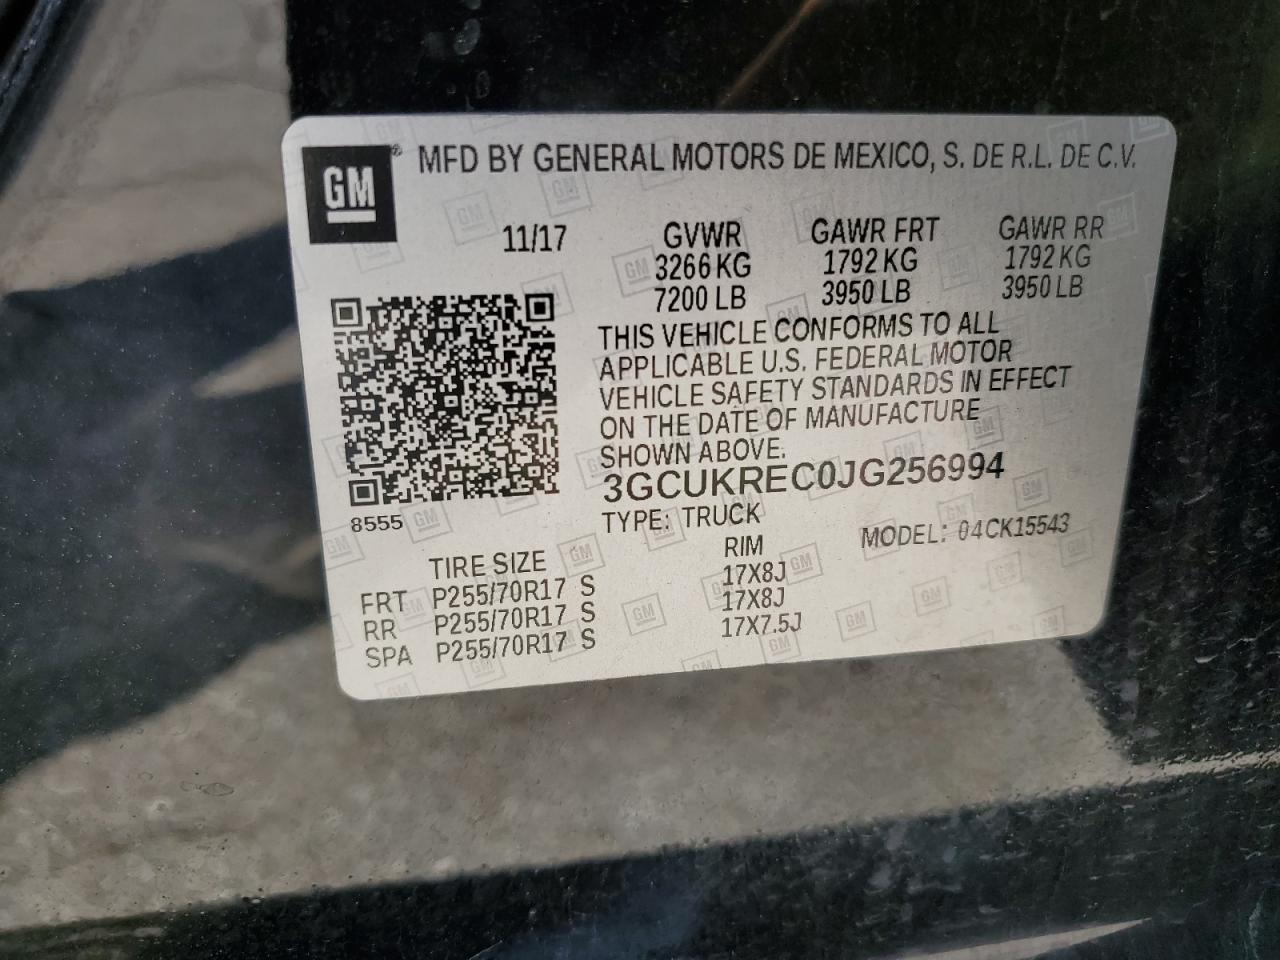 GM® MFD BY GENERAL MOTORS DE MEXICO, S. DE R.L. DE C.V.
11/17 GVWR GAWR FRT GAWR RR
3266 KG 1792 KG 1792 KG
7200 LB 3950 LB 3950 LB
THIS VEHICLE CONFORMS TO ALL
APPLICABLE U.S. FEDERAL MOTOR
VEHICLE SAFETY STANDARDS IN EFFECT
ON THE DATE OF MANUFACTURE
SHOWN ABOVE.
3GCUKREC0JG256994
8555 TYPE: TRUCK MODEL: 04CK15543
TIRE SIZE RIM
FRT P255/70R17 S 17X8J
RR P255/70R17 S 17X8J
SPA P255/70R17 S 17X7.5J